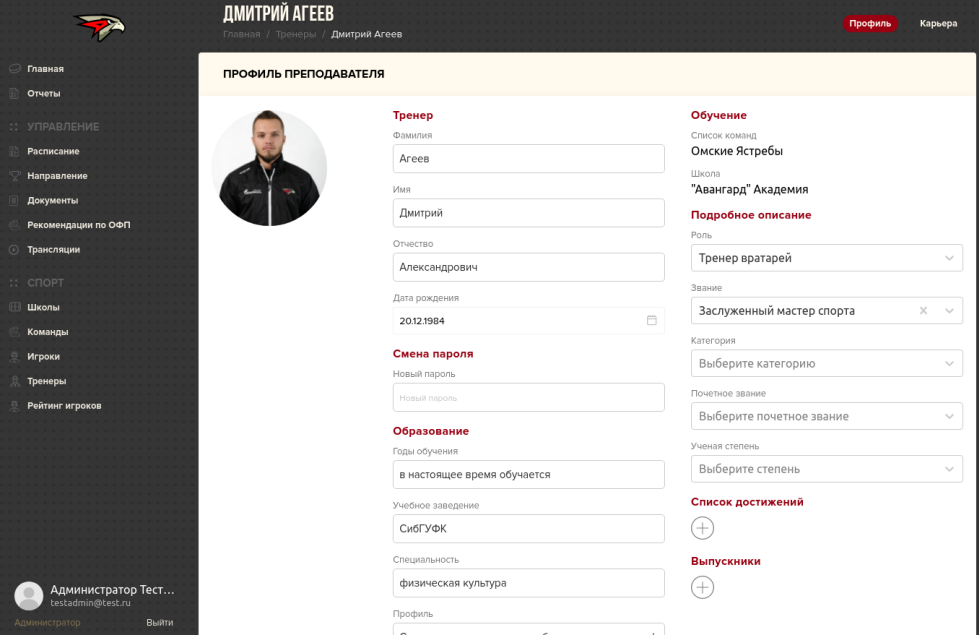 ДМИТРИЙ АГЕЕВ
Главная / Тренеры / Дмитрий Агеев
Профиль
Карьера
Главная
Отчеты
УПРАВЛЕНИЕ
Расписание
Направление
Документы
Рекомендации по ОФП
Трансляции
СПОРТ
Школы
Команды
Игроки
Тренеры
Рейтинг игроков
Администратор Тест...
testadmin@test.ru
Администратор
Выйти
ПРОФИЛЬ ПРЕПОДАВАТЕЛЯ
Тренер
Фамилия
Агеев
Имя
Дмитрий
Отчество
Александрович
Дата рождения
20.12.1984
Смена пароля
Новый пароль
Новый пароль
Образование
Годы обучения
в настоящее время обучается
Учебное заведение
СибГУФК
Специальность
физическая культура
Профиль
Обучение
Список команд
Омские Ястребы
Школа
"Авангард" Академия
Подробное описание
Роль
Тренер вратарей
Звание
Заслуженный мастер спорта
Категория
Выберите категорию
Почетное звание
Выберите почетное звание
Ученая степень
Выберите степень
Список достижений
Выпускники